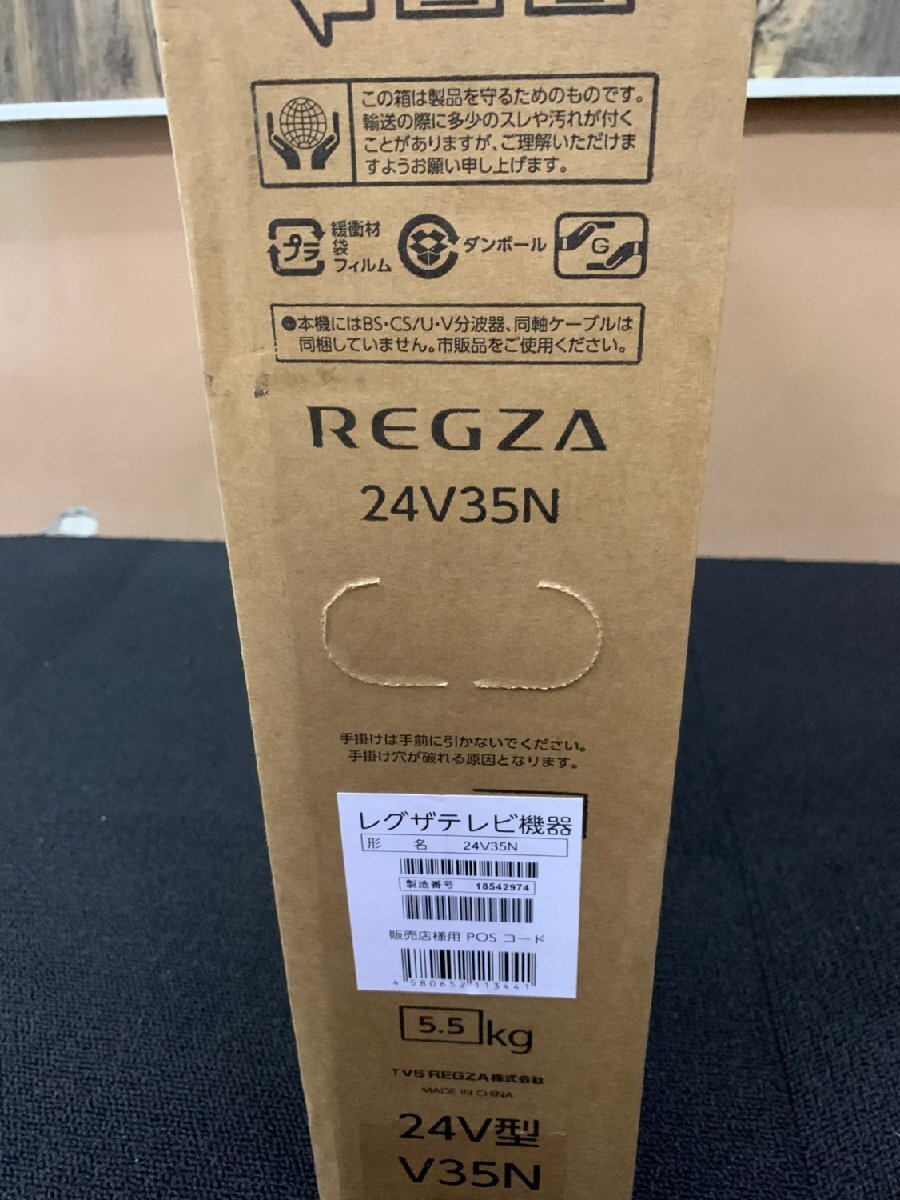 この箱は製品を守るためのものです。
輸送の際に多少のスレや汚れが付く
ことがありますが、ご理解いただけま
すようお願い申し上げます。
プラ
緩衝材
袋
フィルム
ダンボール
G
●本機にはBS・CS/U・V分波器、同軸ケーブルは
同梱していません。市販品をご使用ください。
REGZA
24V35N
手掛けは手前に引かないでください。
手掛け穴が破れる原因となります。
レグザテレビ機器
形 名 24V35N
製造番号 18542974
販売店様用 POS コード
4 580652 113441
5.5 kg
TVS REGZA株式会社
MADE IN CHINA
24V型
V35N